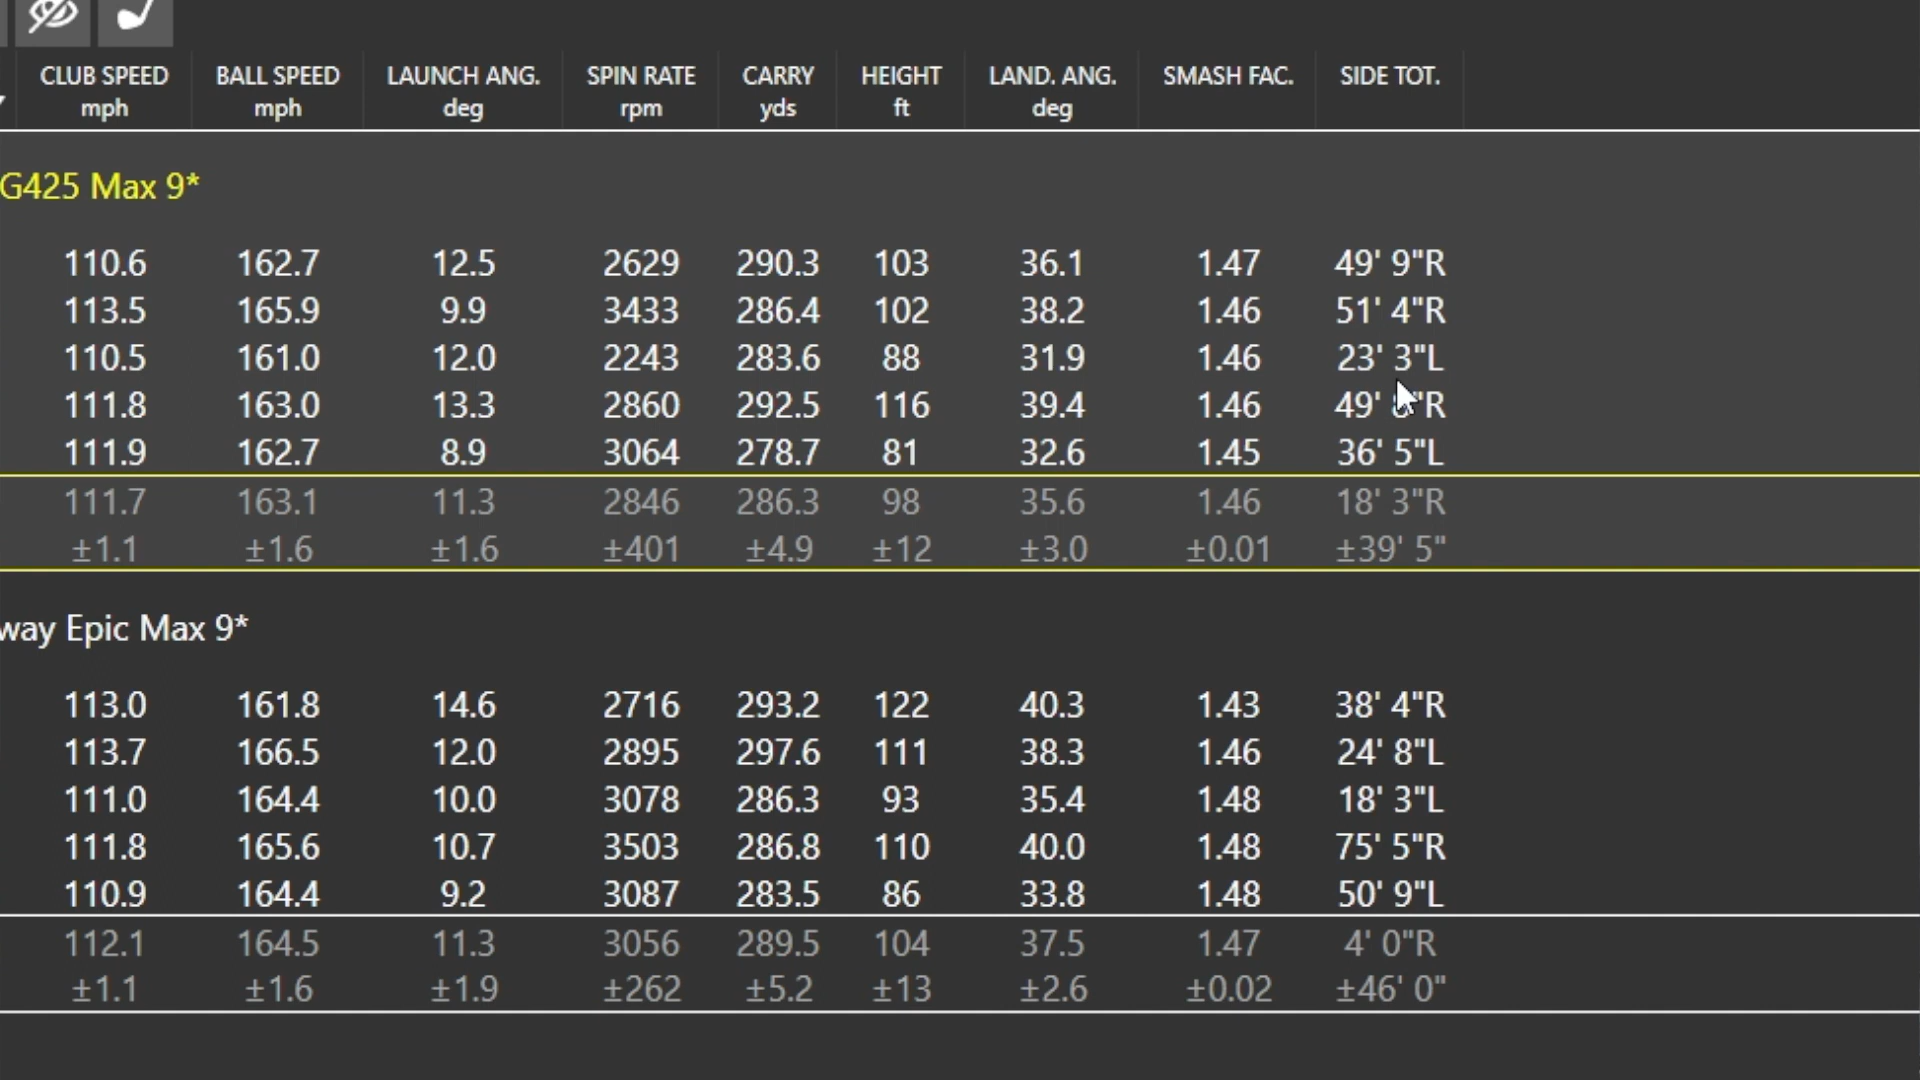 CLUB SPEED BALL SPEED LAUNCH ANG. SPIN RATE CARRY HEIGHT LAND. ANG. SMASH FAC. SIDE TOT.
mph mph deg rpm yds ft deg
G425 Max 9*
110.6 162.7 12.5 2629 290.3 103 36.1 1.47 49' 9"R
113.5 165.9 9.9 3433 286.4 102 38.2 1.46 51' 4"R
110.5 161.0 12.0 2243 283.6 88 31.9 1.46 23' 3"L
111.8 163.0 13.3 2860 292.5 116 39.4 1.46 49' "R
111.9 162.7 8.9 3064 278.7 81 32.6 1.45 36' 5"L
111.7 163.1 11.3 2846 286.3 98 35.6 1.46 18' 3"R
±1.1 ±1.6 ±1.6 ±401 ±4.9 ±12 ±3.0 ±0.01 ±39' 5"
way Epic Max 9*
113.0 161.8 14.6 2716 293.2 122 40.3 1.43 38' 4"R
113.7 166.5 12.0 2895 297.6 111 38.3 1.46 24' 8"L
111.0 164.4 10.0 3078 286.3 93 35.4 1.48 18' 3"L
111.8 165.6 10.7 3503 286.8 110 40.0 1.48 75' 5"R
110.9 164.4 9.2 3087 283.5 86 33.8 1.48 50' 9"L
112.1 164.5 11.3 3056 289.5 104 37.5 1.47 4' 0"R
±1.1 ±1.6 ±1.9 ±262 ±5.2 ±13 ±2.6 ±0.02 ±46' 0"